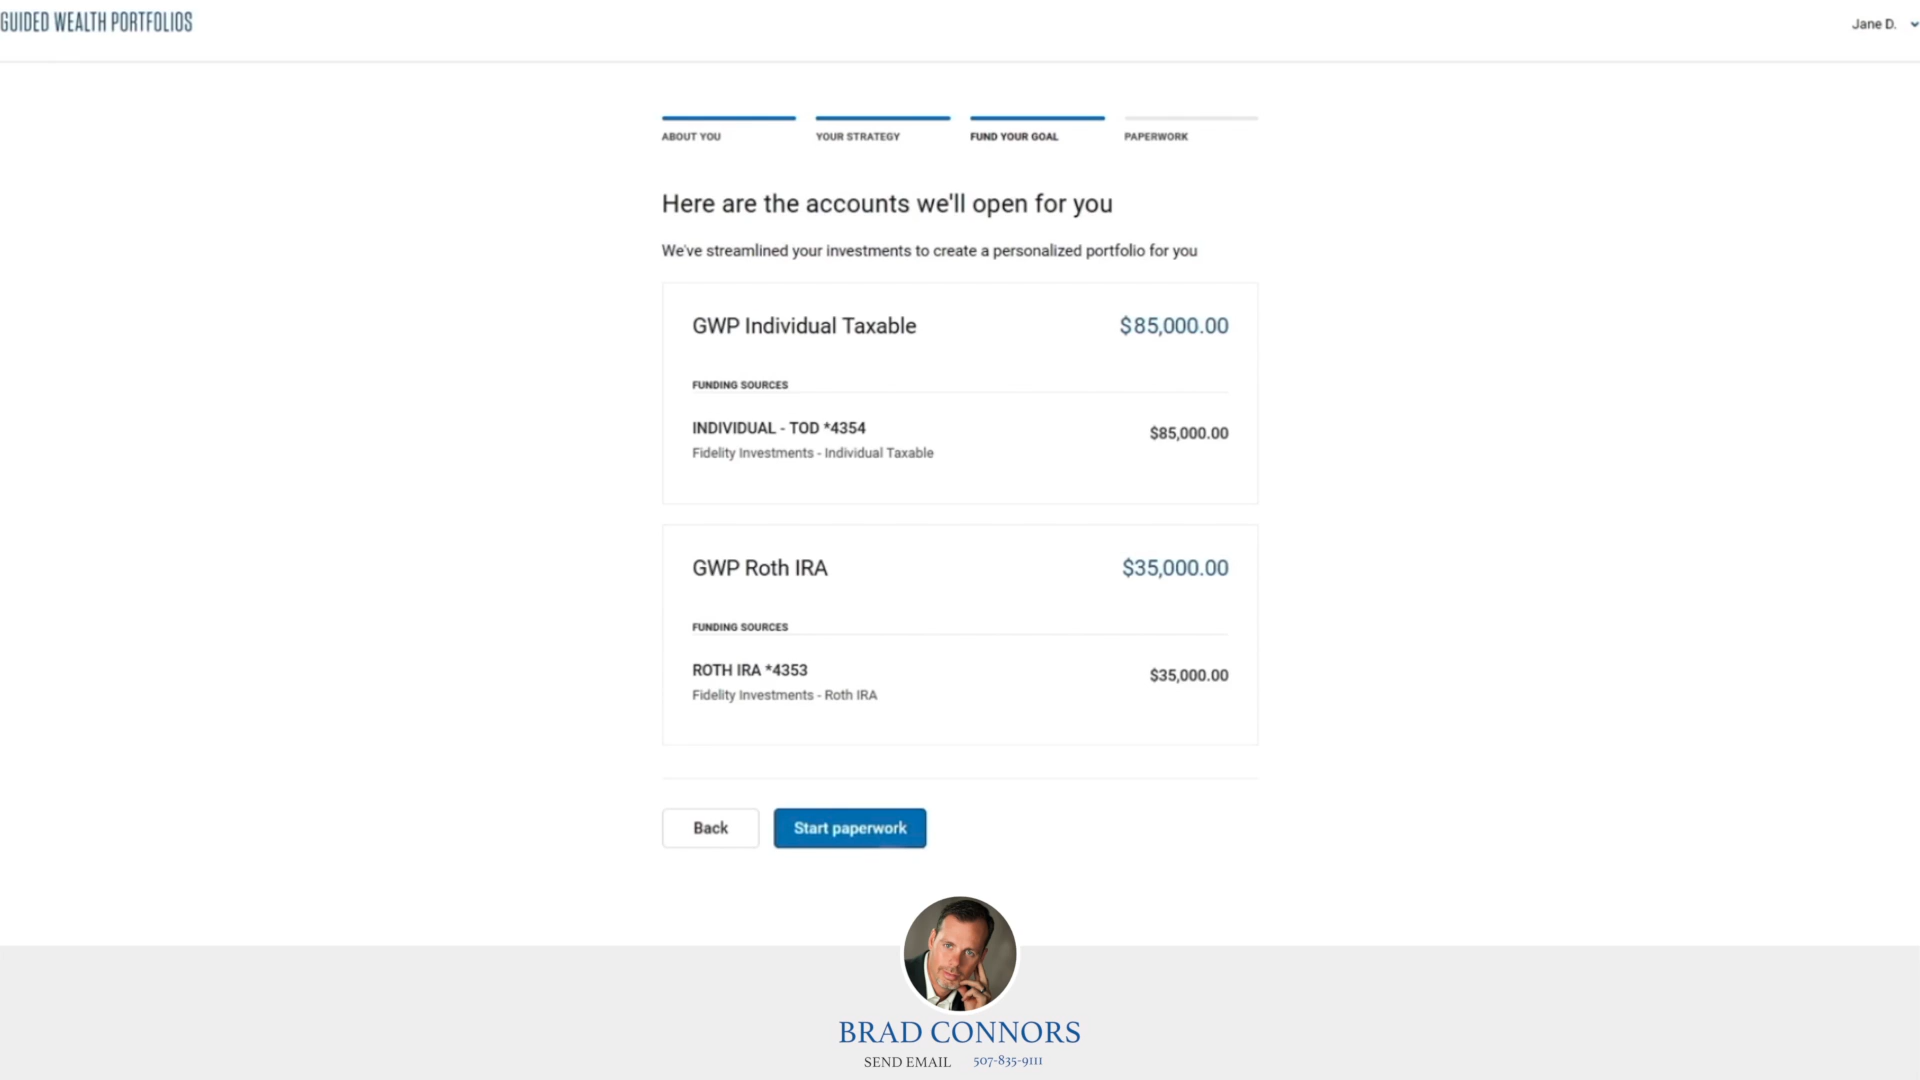 GUIDED WEALTH PORTFOLIOS
Jane D.
ABOUT YOU
YOUR STRATEGY
FUND YOUR GOAL
PAPERWORK
Here are the accounts we'll open for you
We've streamlined your investments to create a personalized portfolio for you
GWP Individual Taxable
$85,000.00
FUNDING SOURCES
INDIVIDUAL - TOD *4354
$85,000.00
Fidelity Investments - Individual Taxable
GWP Roth IRA
$35,000.00
FUNDING SOURCES
ROTH IRA *4353
$35,000.00
Fidelity Investments - Roth IRA
Back
Start paperwork
BRAD CONNORS
SEND EMAIL
507-835-9111